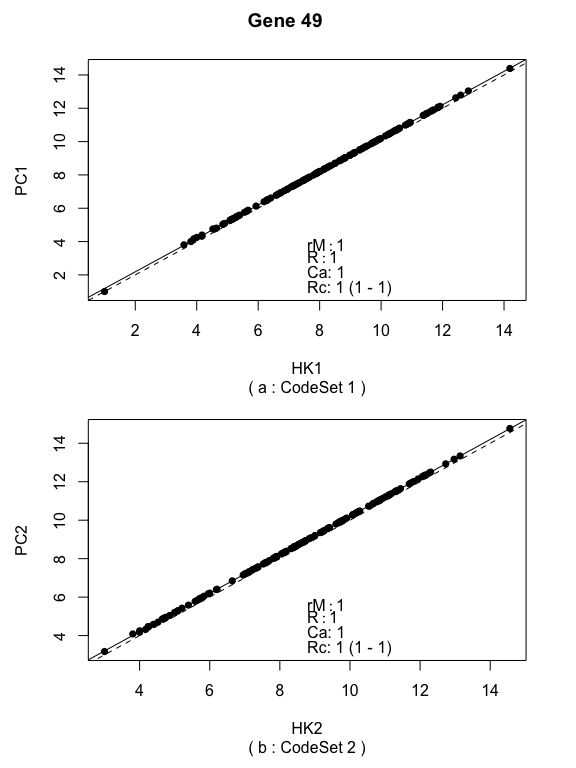 Gene 49
PC1
14
12
10
8
6
4
2
rM : 1
R : 1
Ca: 1
Rc: 1 (1 - 1)
2 4 6 8 10 12 14
HK1
( a : CodeSet 1 )
PC2
14
12
10
8
6
4
rM : 1
R : 1
Ca: 1
Rc: 1 (1 - 1)
4 6 8 10 12 14
HK2
( b : CodeSet 2 )